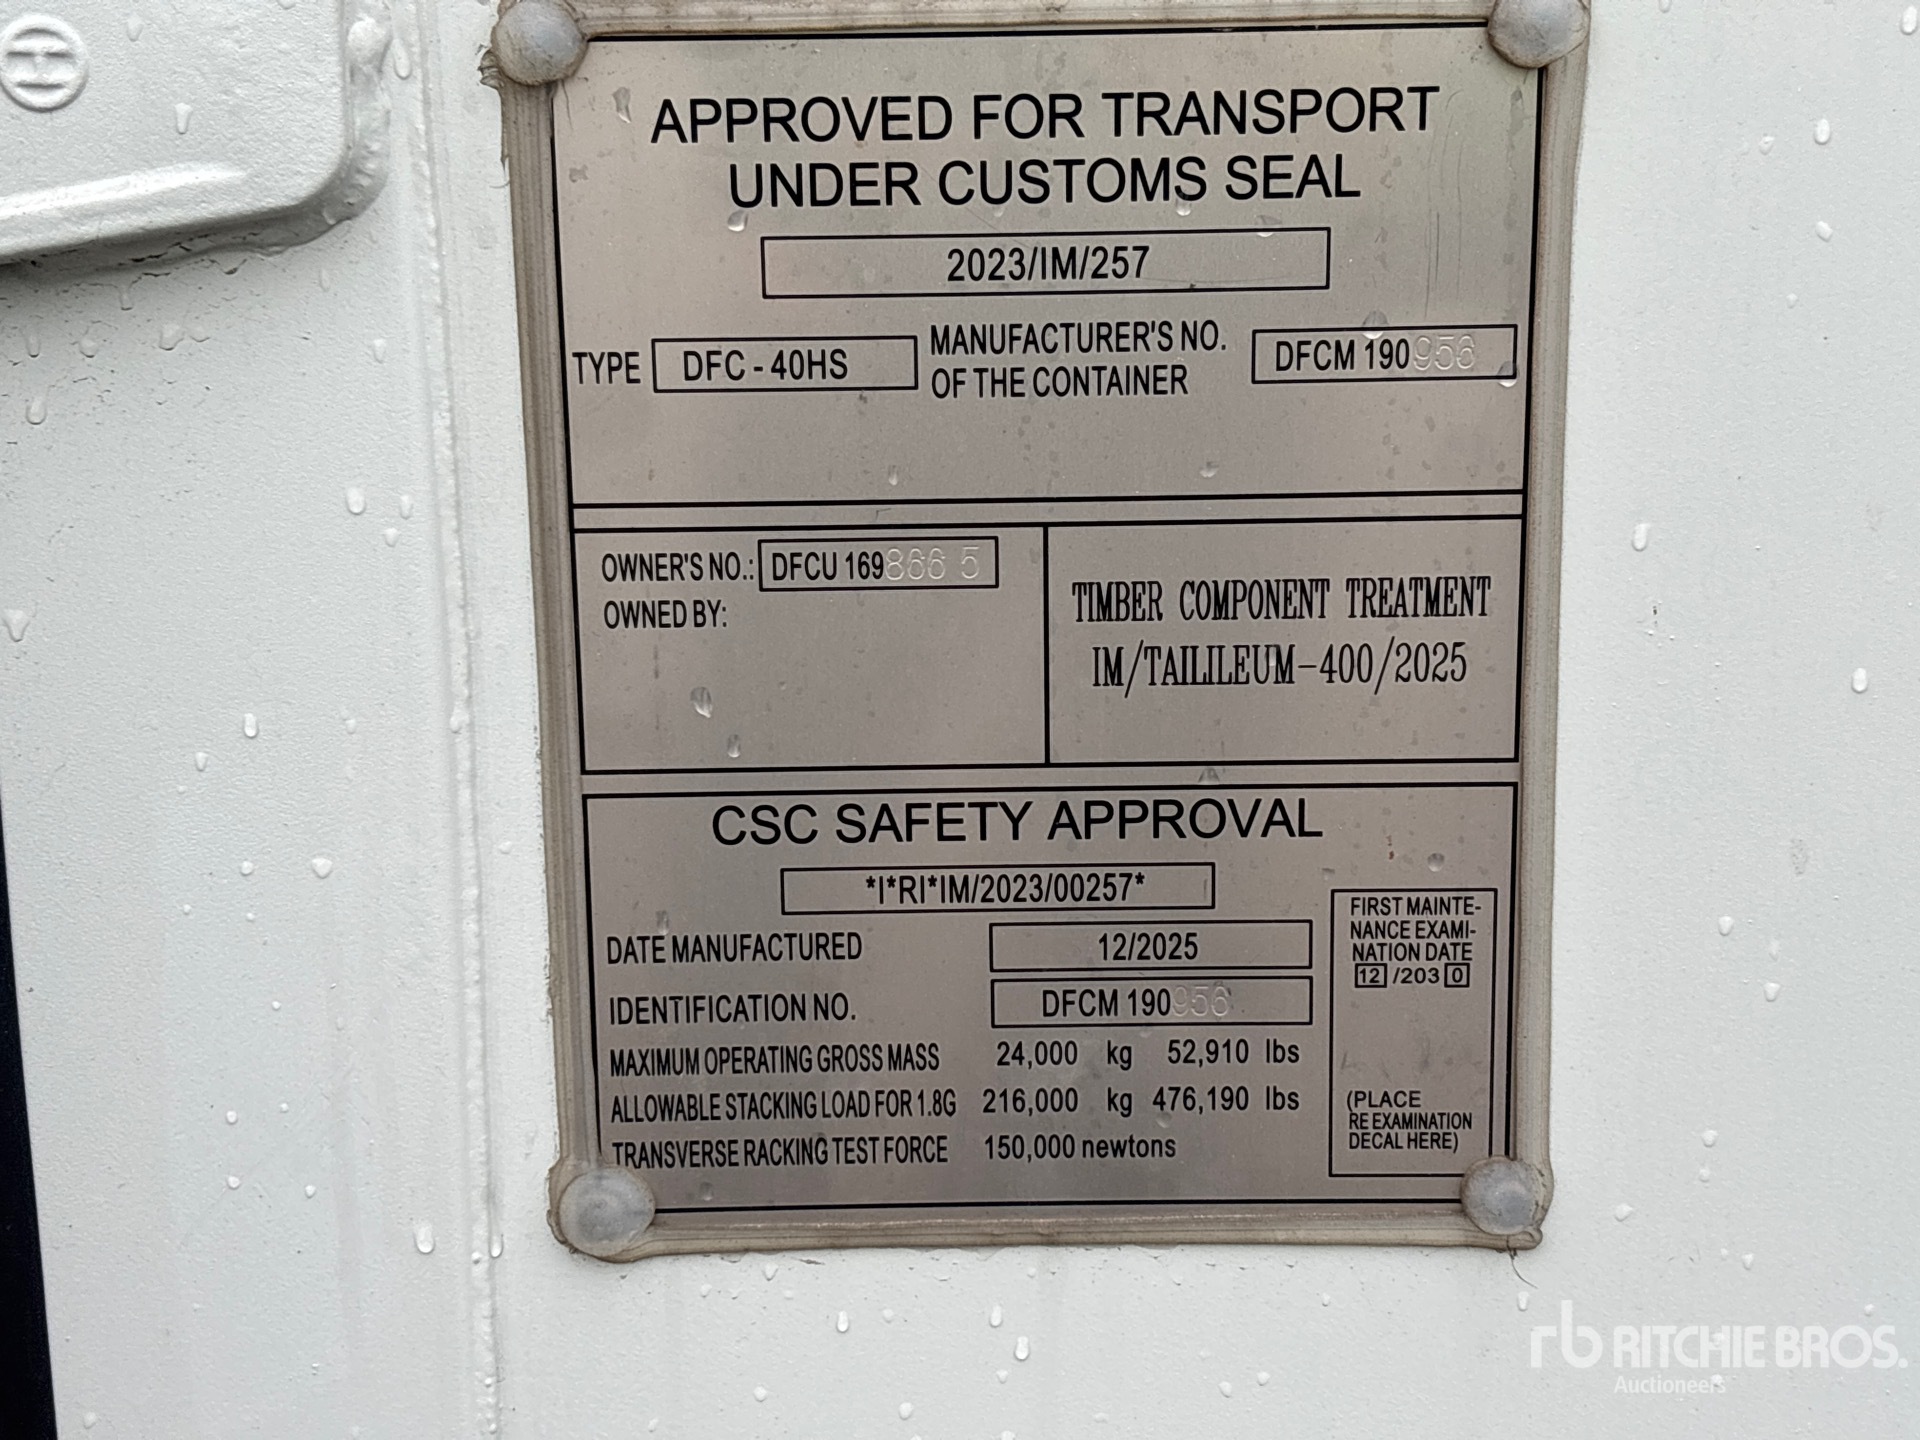 APPROVED FOR TRANSPORT
UNDER CUSTOMS SEAL
2023/IM/257
TYPE DFC - 40HS MANUFACTURER'S NO. OF THE CONTAINER DFCM 190956
OWNER'S NO.: DFCU 169866 5
OWNED BY:
TIMBER COMPONENT TREATMENT
IM/TAILILEUM-400/2025
CSC SAFETY APPROVAL
*I*RI*IM/2023/00257*
DATE MANUFACTURED 12/2025
IDENTIFICATION NO. DFCM 190956
MAXIMUM OPERATING GROSS MASS 24,000 kg 52,910 lbs
ALLOWABLE STACKING LOAD FOR 1.8G 216,000 kg 476,190 lbs
TRANSVERSE RACKING TEST FORCE 150,000 newtons
FIRST MAINTE-
NANCE EXAMI-
NATION DATE
12 /203 0
(PLACE
RE EXAMINATION
DECAL HERE)
rb RITCHIE BROS.
Auctioneers